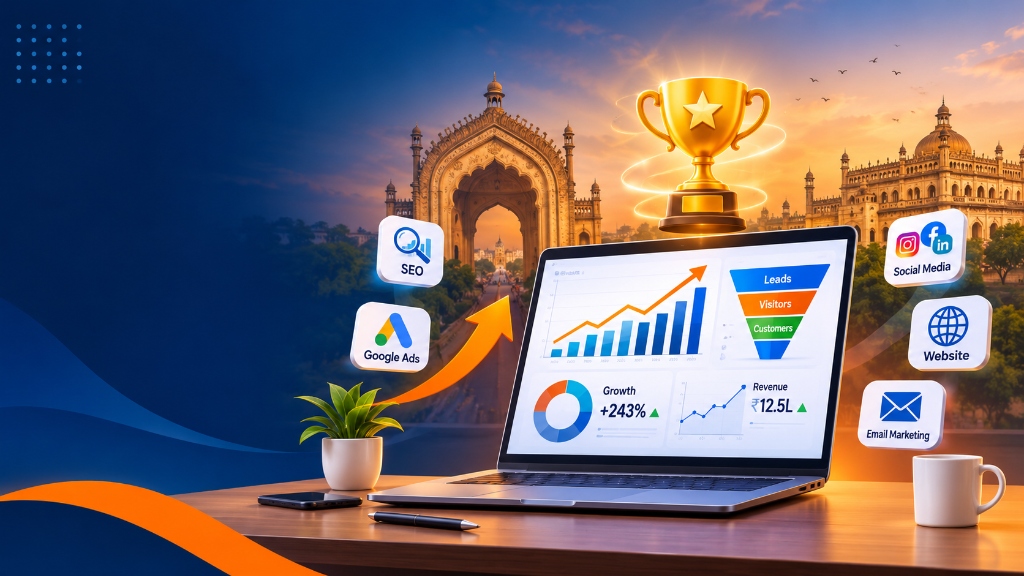 SEO
Google Ads
Leads
Visitors
Customers
Growth
+243%
Revenue
₹12.5L
Social Media
Website
Email Marketing